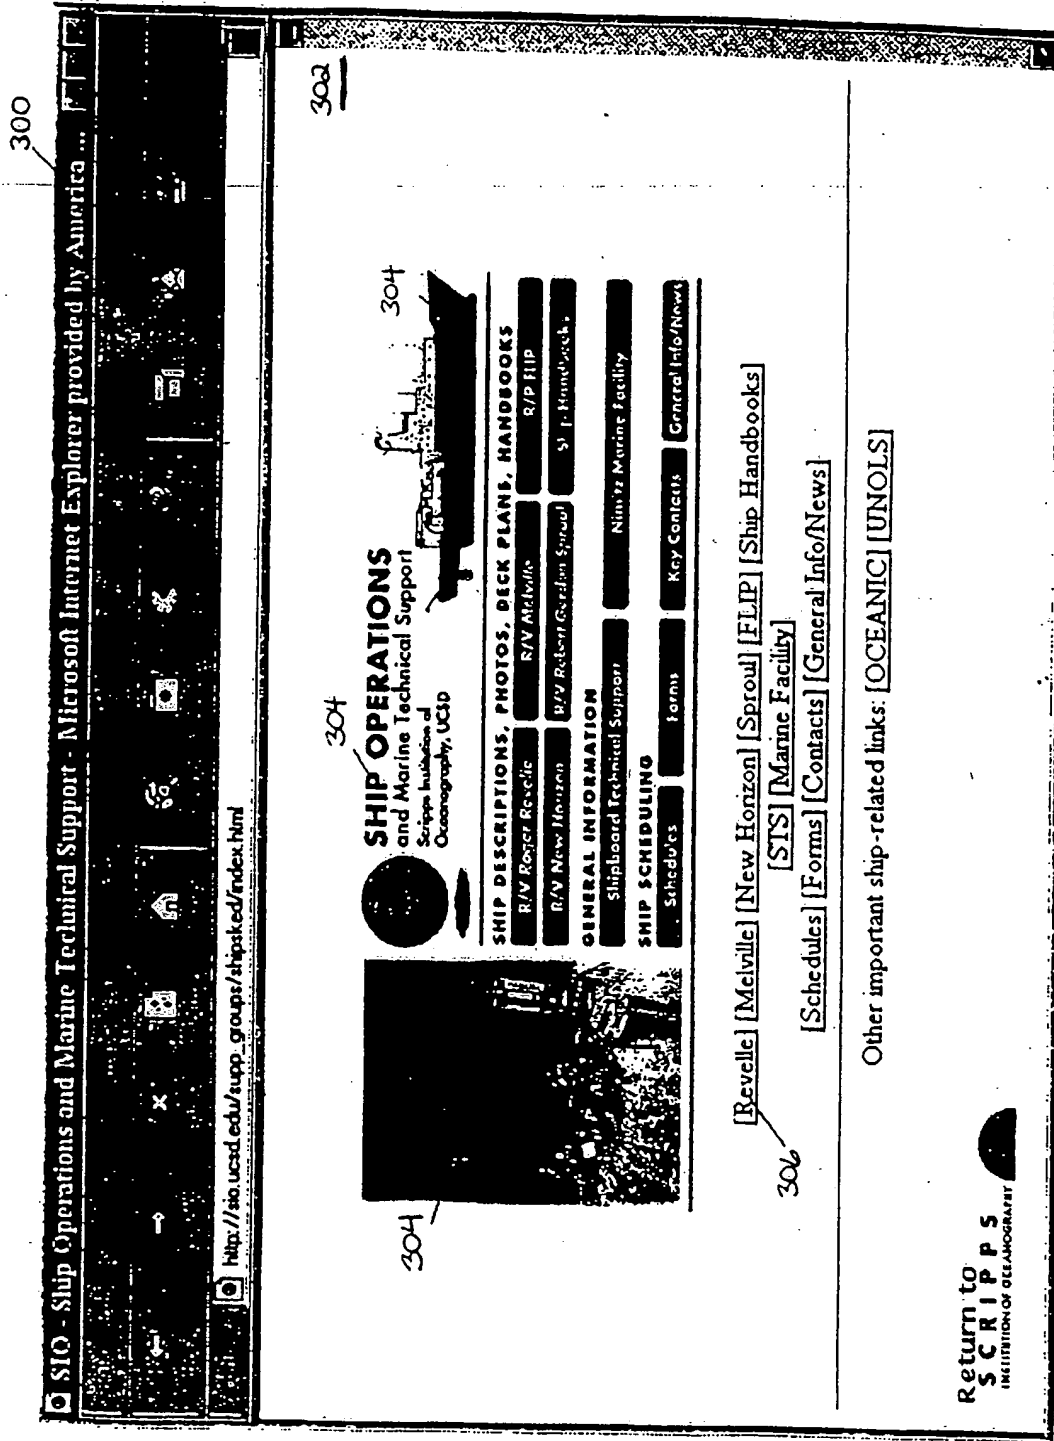 300
SIO - Ship Operations and Marine Technical Support - Microsoft Internet Explorer provided by America ...
http://sio.ucsd.edu/supp_groups/shipsked/index.html
302
304
304
304
SHIP OPERATIONS
and Marine Technical Support
Scripps Institution of
Oceanography, UCSD
SHIP DESCRIPTIONS, PHOTOS, DECK PLANS, HANDBOOKS
R/V Roger Revelle R/V Melville R/P FLIP
R/V New Horizon R/V Robert Gordon Sproul Ship Handbooks
GENERAL INFORMATION
Shipboard Technical Support Nimitz Marine Facility
SHIP SCHEDULING
Schedules Forms Key Contacts General Info/News
[Revelle] [Melville] [New Horizon] [Sproul] [FLIP] [Ship Handbooks]
[STS] [Marine Facility]
[Schedules] [Forms] [Contacts] [General Info/News]
306
Other important ship-related links: [OCEANIC] [UNOLS]
Return to
SCRIPPS
INSTITUTION OF OCEANOGRAPHY